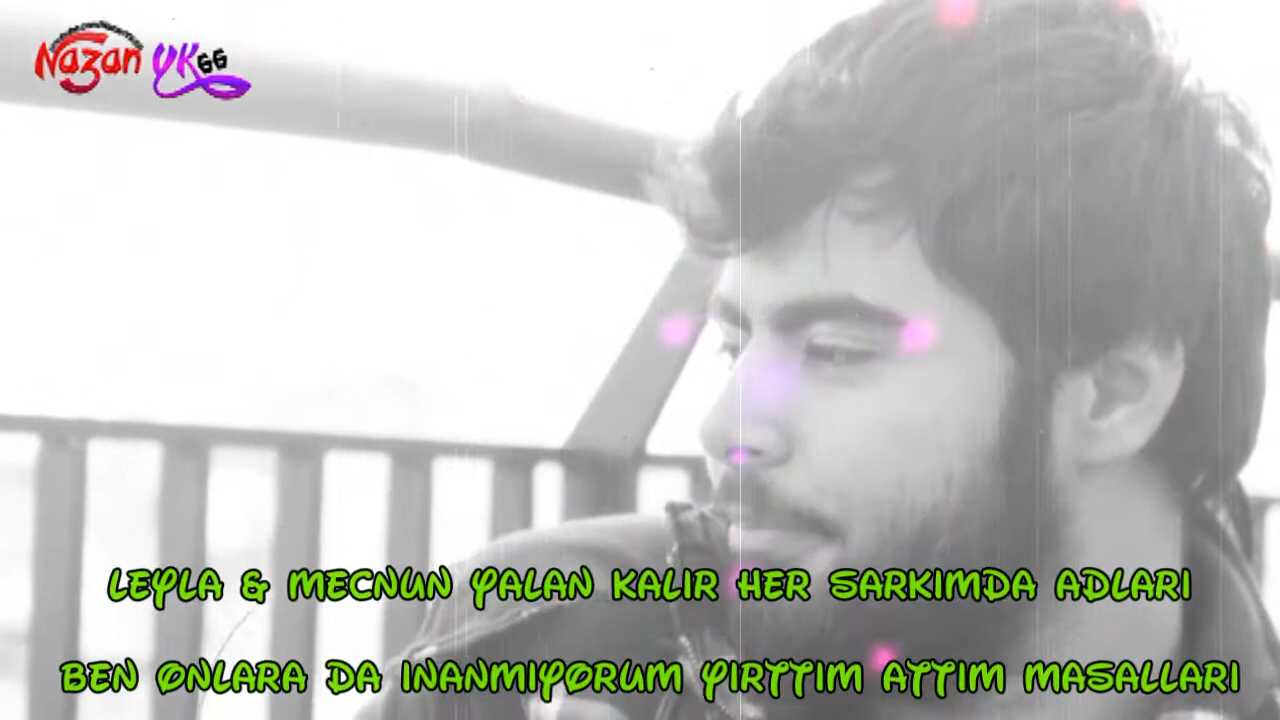 Nazan YK66
LEYLA & MECNUN YALAN KALIR HER SARKIMDA ADLARI
BEN ONLARA DA INANMIYORUM YIRTTIM ATTIM MASALLARI